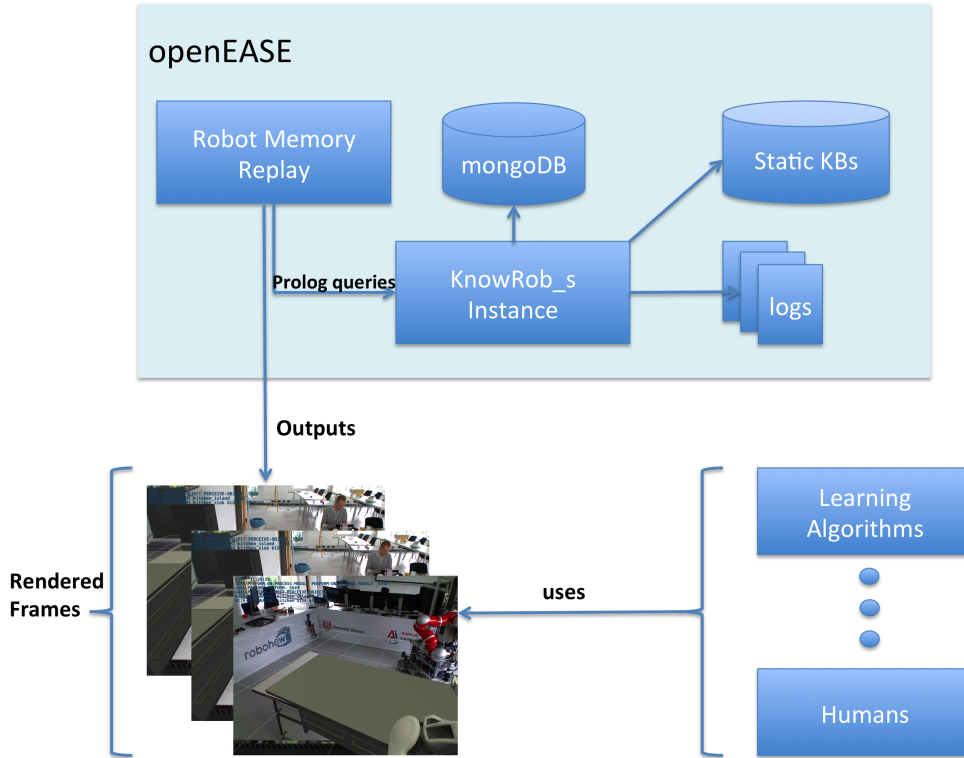 openEASE
Robot Memory
Replay
mongoDB
Static KBs
Prolog queries
KnowRob_s
Instance
logs
Outputs
Rendered
Frames
robohow
uses
Learning
Algorithms
Humans